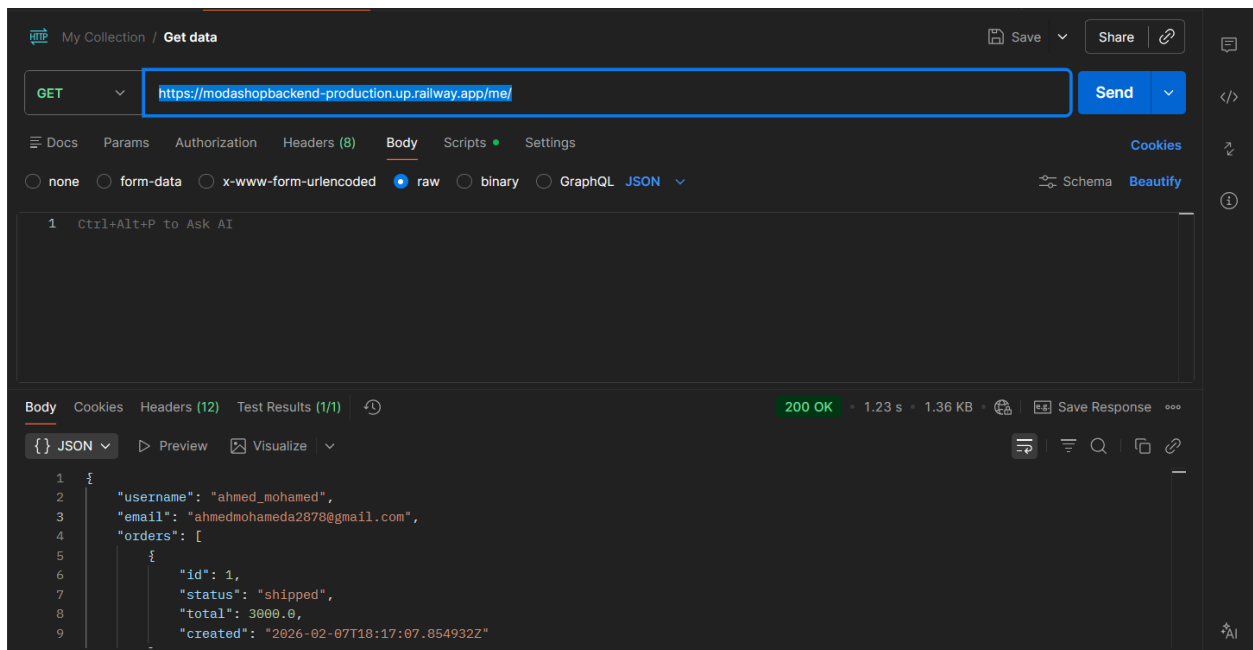 HTTP My Collection / Get data Save Share
GET https://modashopbackend-production.up.railway.app/me/ Send
Docs Params Authorization Headers (8) Body Scripts Settings Cookies
none form-data x-www-form-urlencoded raw binary GraphQL JSON Schema Beautify
1 Ctrl+Alt+P to Ask AI
Body Cookies Headers (12) Test Results (1/1) 200 OK • 1.23 s • 1.36 KB • e.g. Save Response
{} JSON Preview Visualize
1 {
2 "username": "ahmed_mohamed",
3 "email": "ahmedmohameda2878@gmail.com",
4 "orders": [
5 {
6 "id": 1,
7 "status": "shipped",
8 "total": 3000.0,
9 "created": "2026-02-07T18:17:07.854932Z"
AI